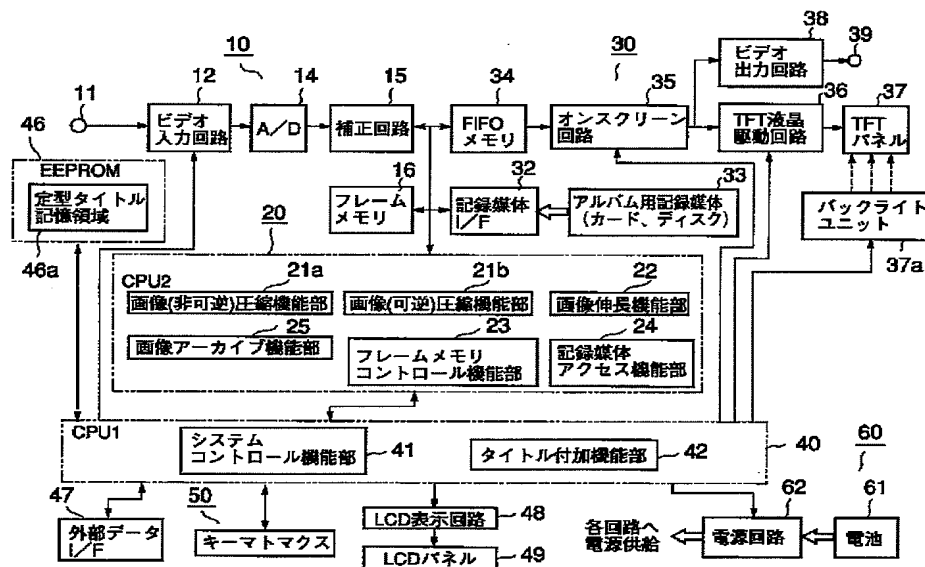 38
39
ビデオ
出力回路
10
30
12
14
15
34
35
36
37
11
ビデオ
入力回路
A/D
補正回路
FIFO
メモリ
オンスクリーン
回路
TFT液晶
駆動回路
TFT
パネル
46
EEPROM
定型タイトル
記憶領域
46a
16
フレーム
メモリ
32
記録媒体
I/F
33
アルバム用記録媒体
(カード、ディスク)
バックライト
ユニット
37a
20
CPU2
21a
画像(非可逆)圧縮機能部
21b
画像(可逆)圧縮機能部
22
画像伸長機能部
25
画像アーカイブ機能部
23
フレームメモリ
コントロール機能部
24
記録媒体
アクセス機能部
CPU1
システム
コントロール機能部
41
タイトル付加機能部
42
40
60
47
外部データ
I/F
50
キーマトマクス
LCD表示回路
48
LCDパネル
49
各回路へ
電源供給
62
電源回路
61
電池